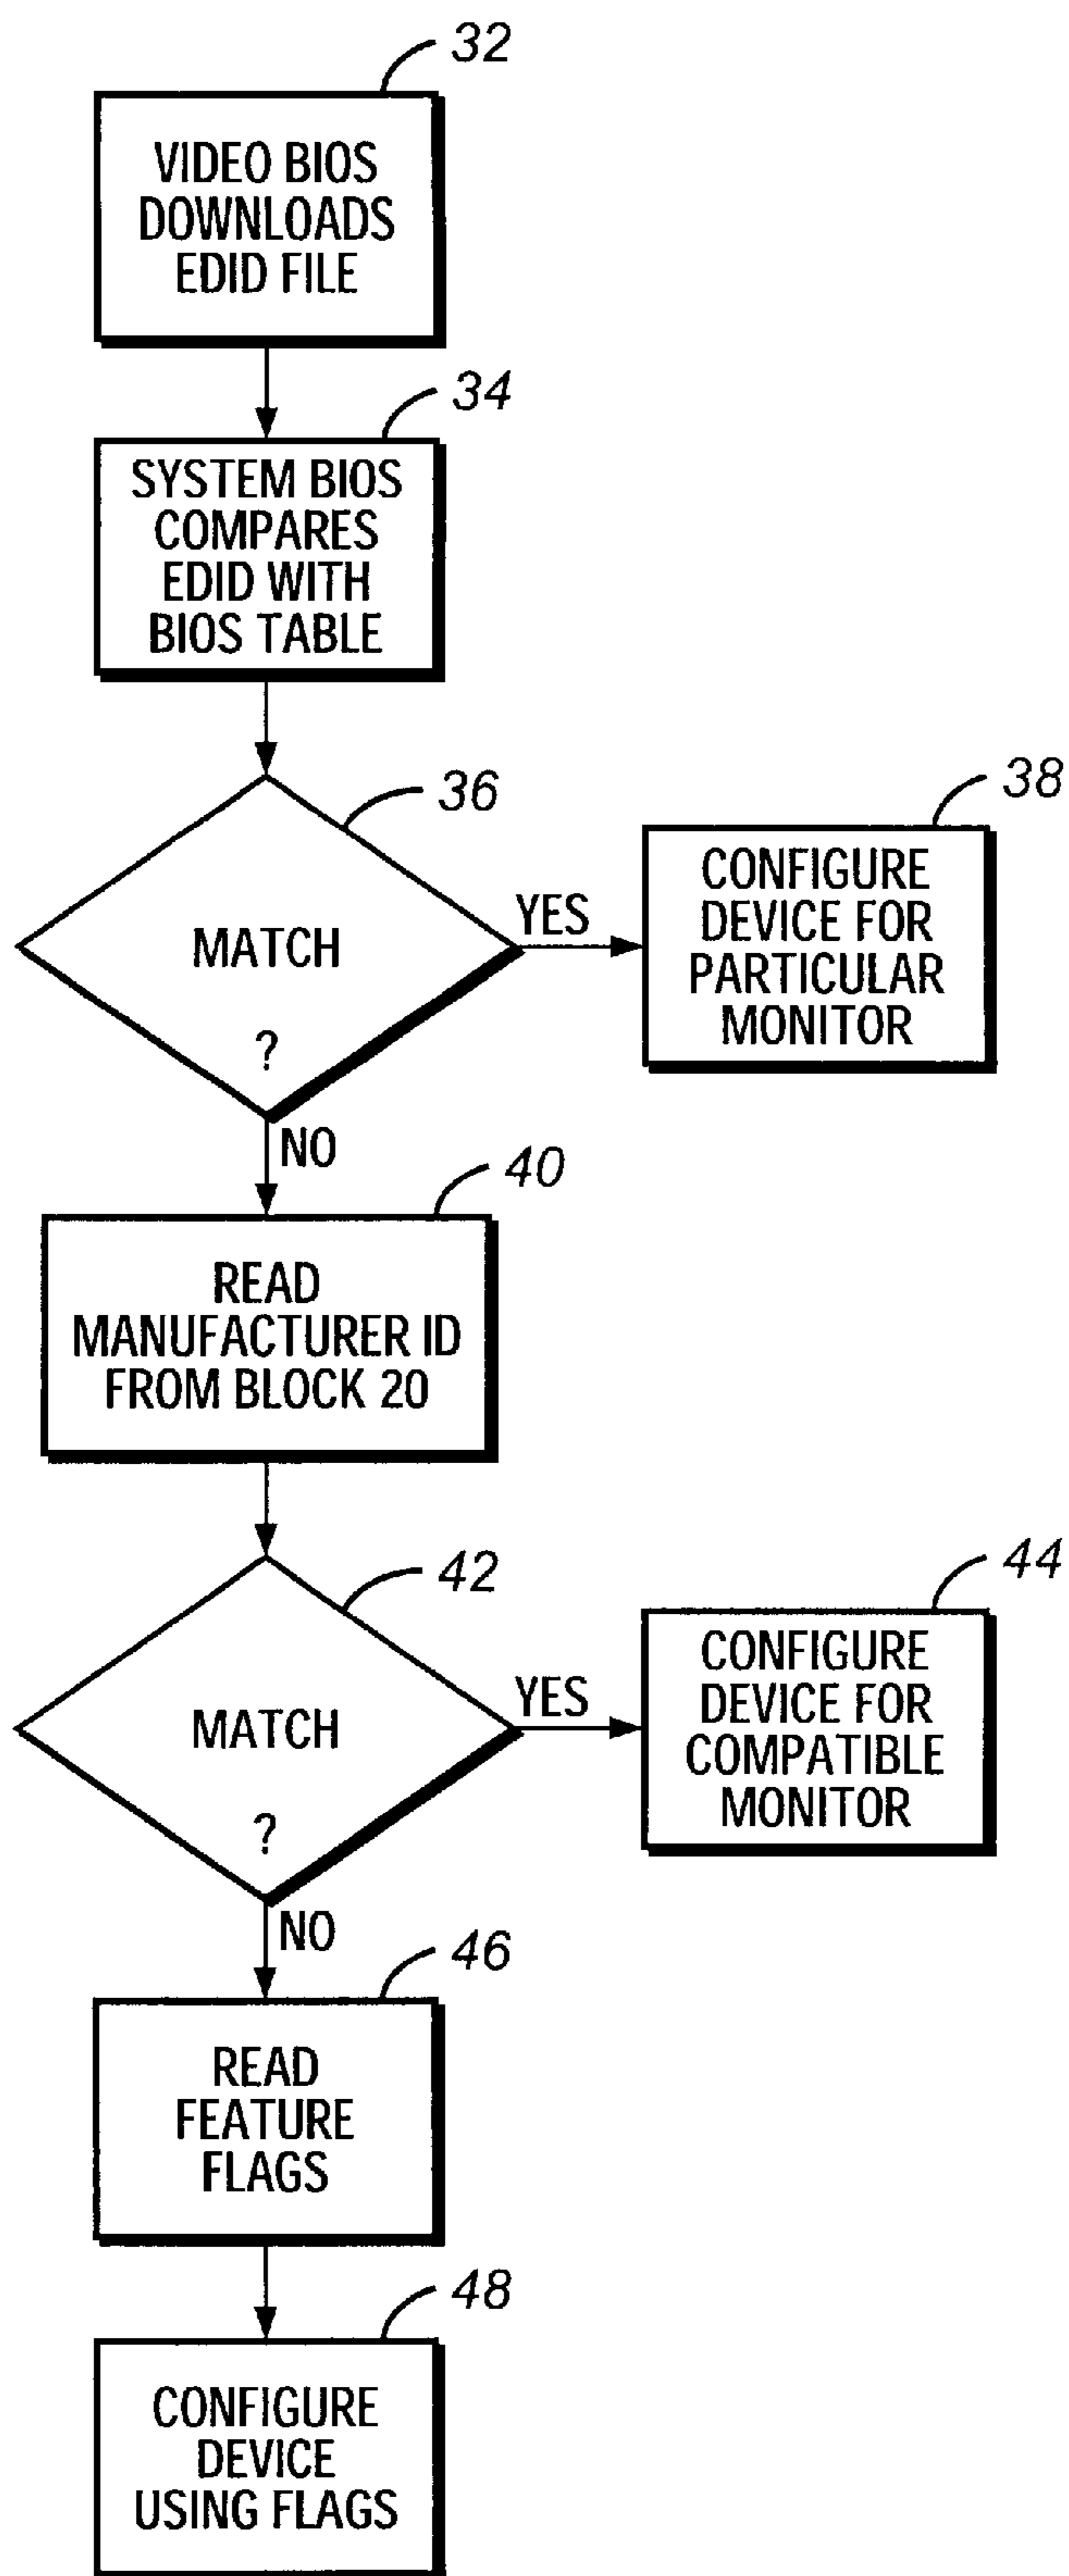 32
VIDEO BIOS
DOWNLOADS
EDID FILE
34
SYSTEM BIOS
COMPARES
EDID WITH
BIOS TABLE
36
MATCH
?
YES
38
CONFIGURE
DEVICE FOR
PARTICULAR
MONITOR
NO
40
READ
MANUFACTURER ID
FROM BLOCK 20
42
MATCH
?
YES
44
CONFIGURE
DEVICE FOR
COMPATIBLE
MONITOR
NO
46
READ
FEATURE
FLAGS
48
CONFIGURE
DEVICE
USING FLAGS